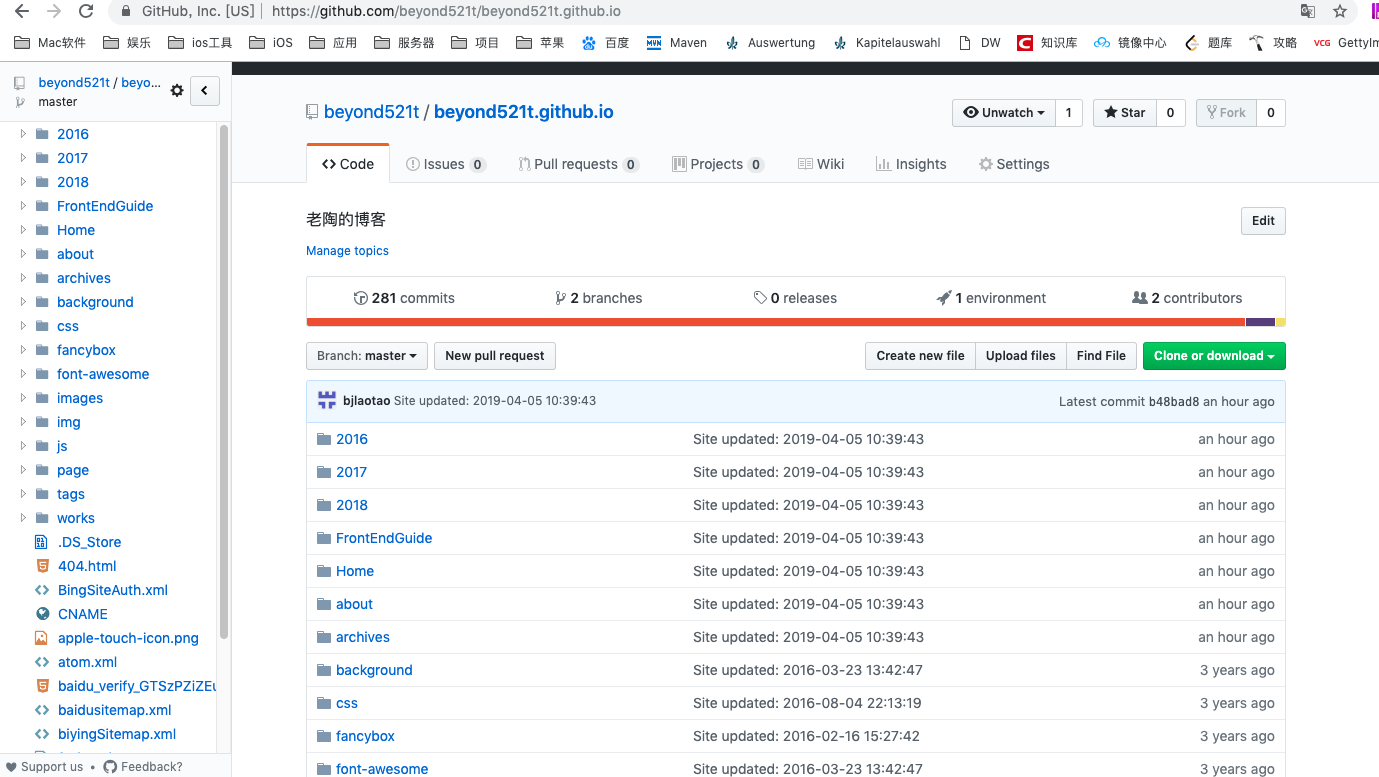 GitHub, Inc. [US] | https://github.com/beyond521t/beyond521t.github.io
Mac软件 娱乐 ios工具 iOS 应用 服务器 项目 苹果 百度 MVN Maven Auswertung Kapitelauswahl DW 知识库 镜像中心 题库 攻略 VCG GettyIm
beyond521t / beyo...
master
2016
2017
2018
FrontEndGuide
Home
about
archives
background
css
fancybox
font-awesome
images
img
js
page
tags
works
.DS_Store
404.html
BingSiteAuth.xml
CNAME
apple-touch-icon.png
atom.xml
baidu_verify_GTSzPZiZEu
baidusitemap.xml
biyingSitemap.xml
Support us • Feedback?
beyond521t / beyond521t.github.io
Unwatch 1 Star 0 Fork 0
Code Issues 0 Pull requests 0 Projects 0 Wiki Insights Settings
老陶的博客
Edit
Manage topics
281 commits 2 branches 0 releases 1 environment 2 contributors
Branch: master New pull request Create new file Upload files Find File Clone or download
bjlaotao Site updated: 2019-04-05 10:39:43 Latest commit b48bad8 an hour ago
2016 Site updated: 2019-04-05 10:39:43 an hour ago
2017 Site updated: 2019-04-05 10:39:43 an hour ago
2018 Site updated: 2019-04-05 10:39:43 an hour ago
FrontEndGuide Site updated: 2019-04-05 10:39:43 an hour ago
Home Site updated: 2019-04-05 10:39:43 an hour ago
about Site updated: 2019-04-05 10:39:43 an hour ago
archives Site updated: 2019-04-05 10:39:43 an hour ago
background Site updated: 2016-03-23 13:42:47 3 years ago
css Site updated: 2016-08-04 22:13:19 3 years ago
fancybox Site updated: 2016-02-16 15:27:42 3 years ago
font-awesome Site updated: 2016-03-23 13:42:47 3 years ago